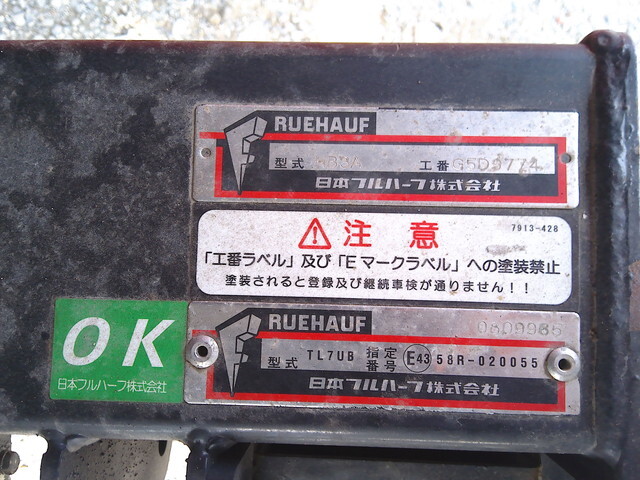 RUEHAUF
型式
工番 G5D9774
日本フルハーフ株式会社
注意
7913-428
「工番ラベル」及び「Eマークラベル」への塗装禁止
塗装されると登録及び継続車検が通りません!!
OK
日本フルハーフ株式会社
RUEHAUF
型式 TL7UB 指定番号 E43 58R-020055
日本フルハーフ株式会社